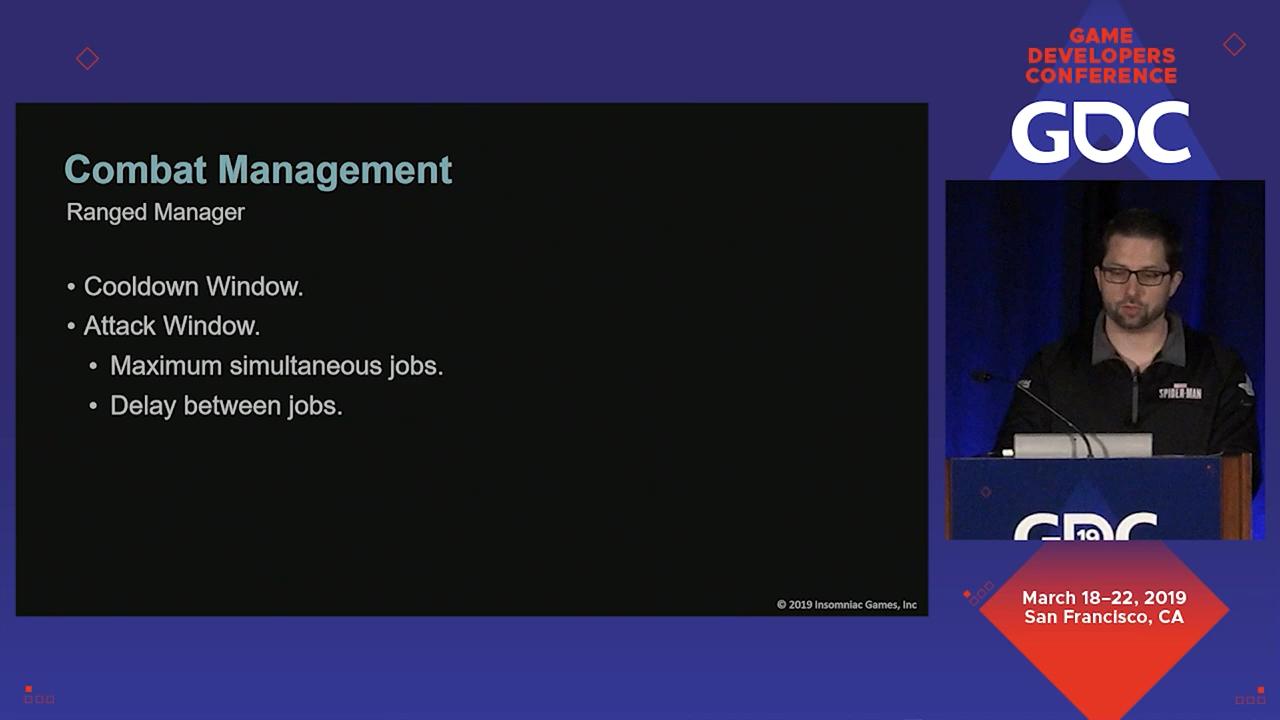 GAME
DEVELOPERS
CONFERENCE
GDC
Combat Management
Ranged Manager
• Cooldown Window.
• Attack Window.
• Maximum simultaneous jobs.
• Delay between jobs.
© 2019 Insomniac Games, Inc
SPIDER-MAN
GDC
19
March 18–22, 2019
San Francisco, CA